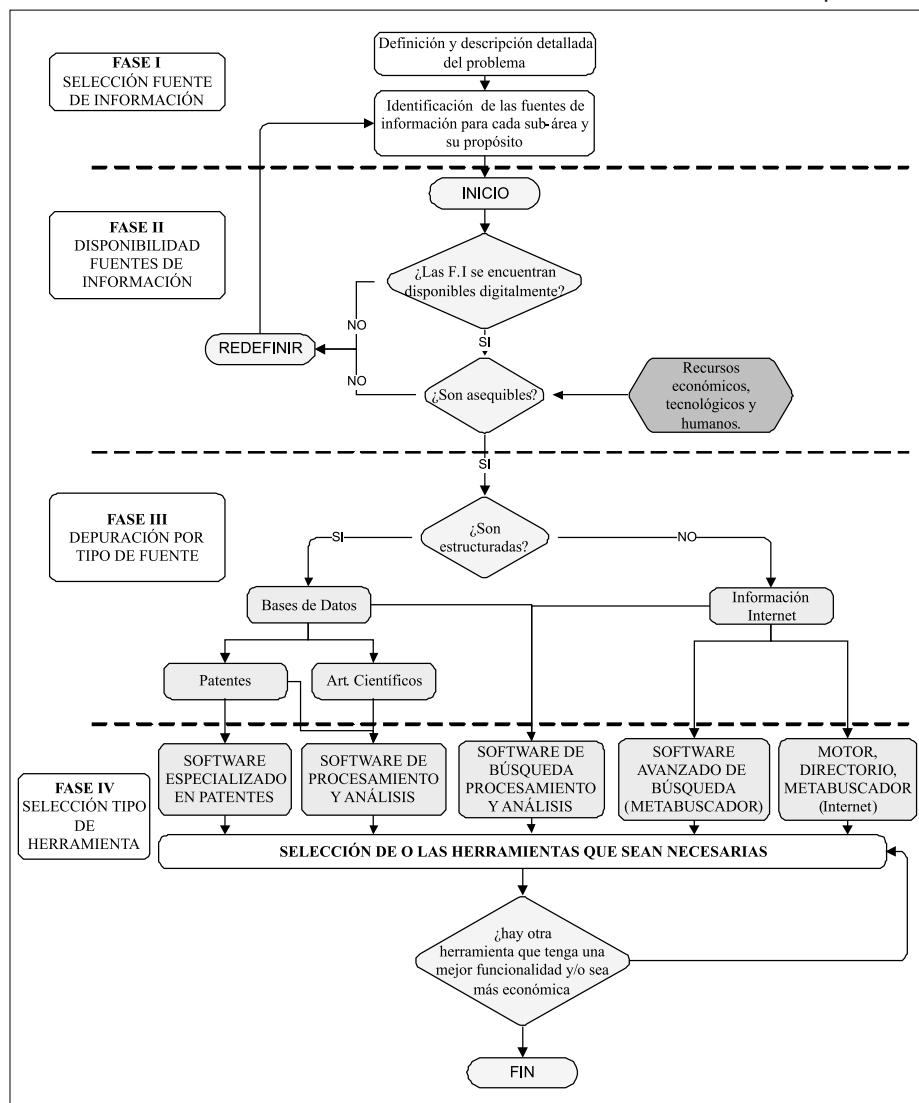 Definición y descripción detallada
del problema
FASE I
SELECCIÓN FUENTE
DE INFORMACIÓN
Identificación de las fuentes de
información para cada sub-área y
su propósito
INICIO
FASE II
DISPONIBILIDAD
FUENTES DE
INFORMACIÓN
¿Las F.I se encuentran
disponibles digitalmente?
NO
SI
REDEFINIR
NO
¿Son asequibles?
Recursos
económicos,
tecnológicos y
humanos.
SI
FASE III
DEPURACIÓN POR
TIPO DE FUENTE
¿Son
estructuradas?
SI
NO
Bases de Datos
Información
Internet
Patentes
Art. Científicos
FASE IV
SELECCIÓN TIPO
DE
HERRAMIENTA
SOFTWARE
ESPECIALIZADO
EN PATENTES
SOFTWARE DE
PROCESAMIENTO
Y ANÁLISIS
SOFTWARE DE
BÚSQUEDA
PROCESAMIENTO
Y ANÁLISIS
SOFTWARE
AVANZADO DE
BÚSQUEDA
(METABUSCADOR)
MOTOR,
DIRECTORIO,
METABUSCADOR
(Internet)
SELECCIÓN DE O LAS HERRAMIENTAS QUE SEAN NECESARIAS
¿hay otra
herramienta que tenga una
mejor funcionalidad y/o sea
más económica
FIN